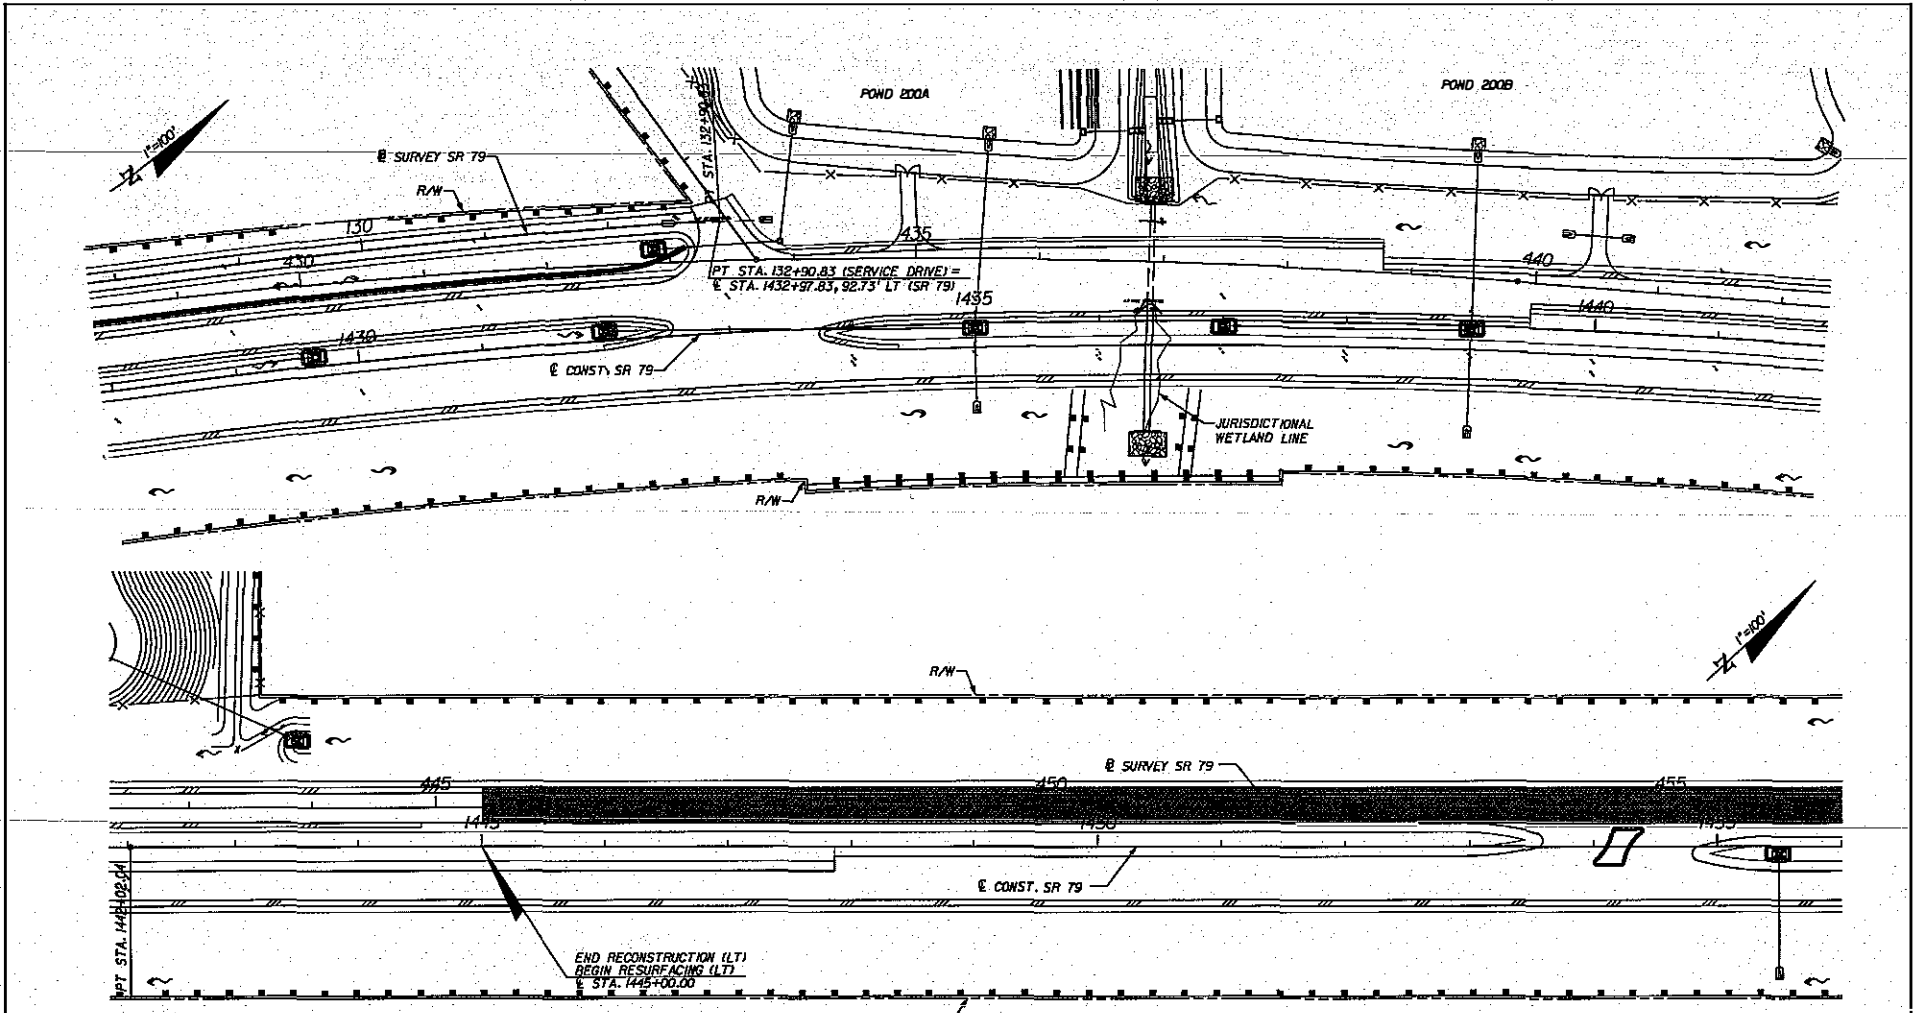 POND 200A
POND 200B
1"=100'
Z
℄ SURVEY SR 79
R/W
PT STA. 132+90.83
130
435
430
440
PT STA. 132+90.83 (SERVICE DRIVE) =
℄ STA. 1432+97.83, 92.73' LT (SR 79)
1435
1440
1430
℄ CONST. SR 79
JURISDICTIONAL
WETLAND LINE
R/W
1"=100'
Z
R/W
℄ SURVEY SR 79
445
450
455
1445
1450
1455
℄ CONST. SR 79
PT STA. 1442+02.04
END RECONSTRUCTION (LT)
BEGIN RESURFACING (LT)
℄ STA. 1445+00.00